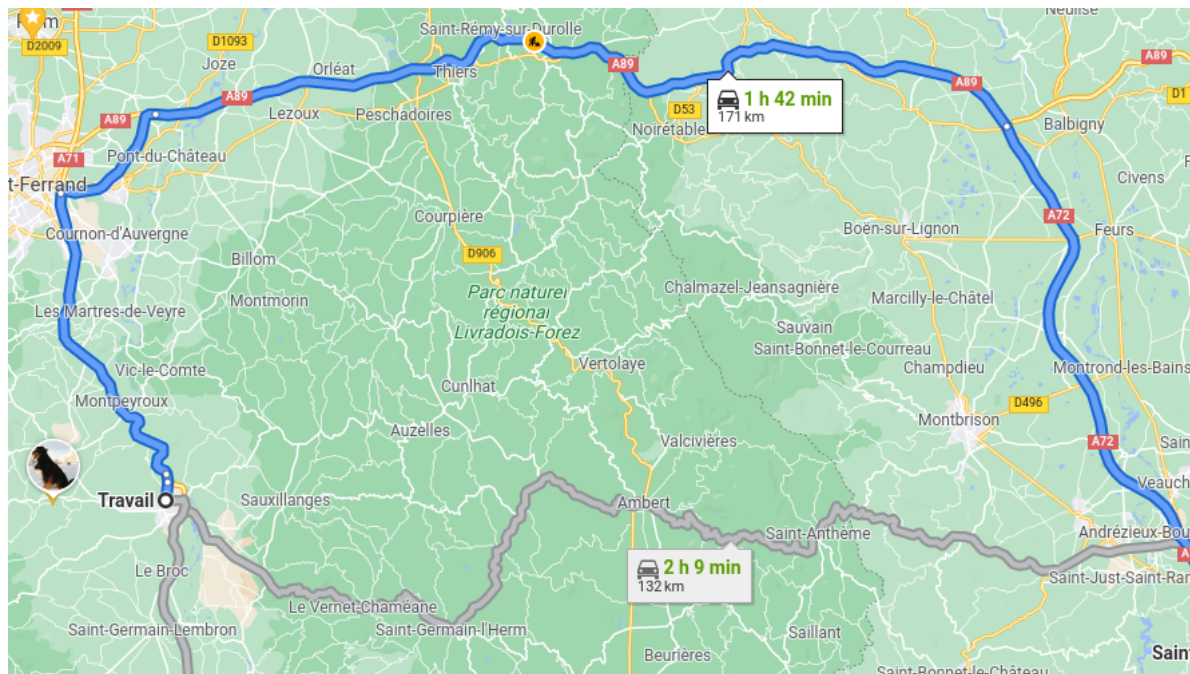 D2009
D1093
Joze
Orléat
Saint-Rémy-sur-Durolle
Neulise
Thiers
A89
A89
A89
A89
D1
1 h 42 min
171 km
Lezoux
Peschadoires
D53
Noirétable
A89
Balbigny
A71
Pont-du-Château
t-Ferrand
Civens
Courpière
Cournon-d'Auvergne
A72
Boën-sur-Lignon
Feurs
Billom
D906
Montmorin
Parc naturel
régional
Livradois-Forez
Chalmazel-Jeansagnière
Marcilly-le-Châtel
Les Martres-de-Veyre
Sauvain
Saint-Bonnet-le-Courreau
Vic-le-Comte
Vertolaye
Champdieu
Montrond-les-Bains
Cunlhat
Montpeyroux
D496
Auzelles
Valcivières
Montbrison
A72
Travail
Sauxillanges
Ambert
Saint-Anthème
Veauch
Andrézieux-Bou
2 h 9 min
132 km
Le Broc
Saint-Just-Saint-Ram
Le Vernet-Chaméane
Saint-Germain-Lembron
Saint-Germain-l'Herm
Saillant
Beurières
Saint
Saint-Bonnet-le-Château